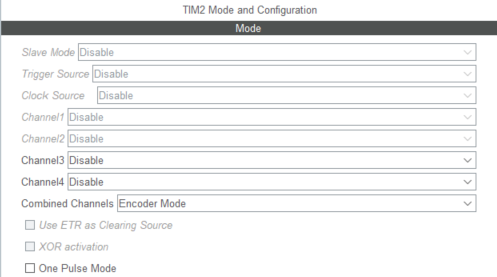 TIM2 Mode and Configuration
Mode
Slave Mode Disable
Trigger Source Disable
Clock Source Disable
Channel1 Disable
Channel2 Disable
Channel3 Disable
Channel4 Disable
Combined Channels Encoder Mode
Use ETR as Clearing Source
XOR activation
One Pulse Mode